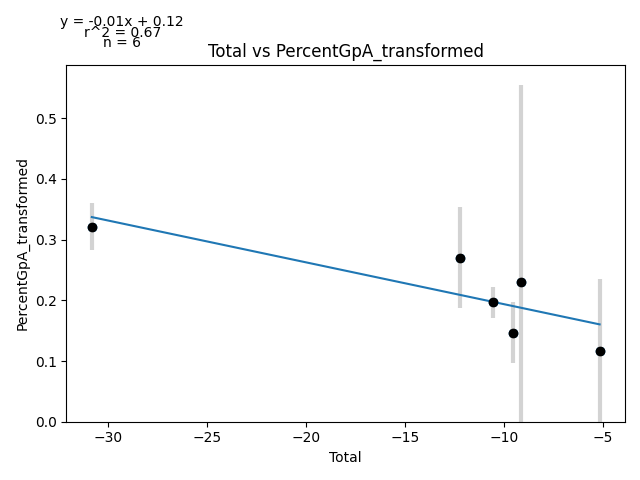 y = -0.01x + 0.12
r^2 = 0.67
n = 6
Total vs PercentGpA_transformed
PercentGpA_transformed
0.5
0.4
0.3
0.2
0.1
0.0
−30
−25
−20
−15
−10
−5
Total